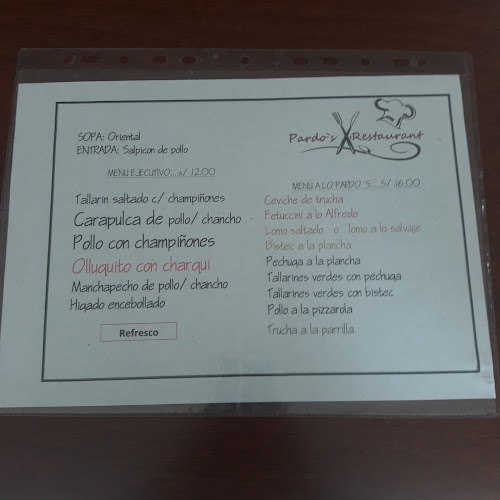 Pardo's Restaurant
SOPA: Oriental
ENTRADA: Salpicon de pollo
MENU EJECUTIVO....s/ 12.00
Tallarin saltado c/ champiñones
Carapulca de pollo/ chancho
Pollo con champiñones
Olluquito con charqui
Manchapecho de pollo/ chancho
Higado encebollado
Refresco
MENU A LO PARDO´S....S/. 16.00
Ceviche de trucha
Fetuccini a lo Alfredo
Lomo saltado o lomo a lo salvaje
Bistec a la plancha
Pechuga a la plancha
Tallarines verdes con pechuga
Tallarines verdes con bistec
Pollo a la pizzardia
Trucha a la parrilla